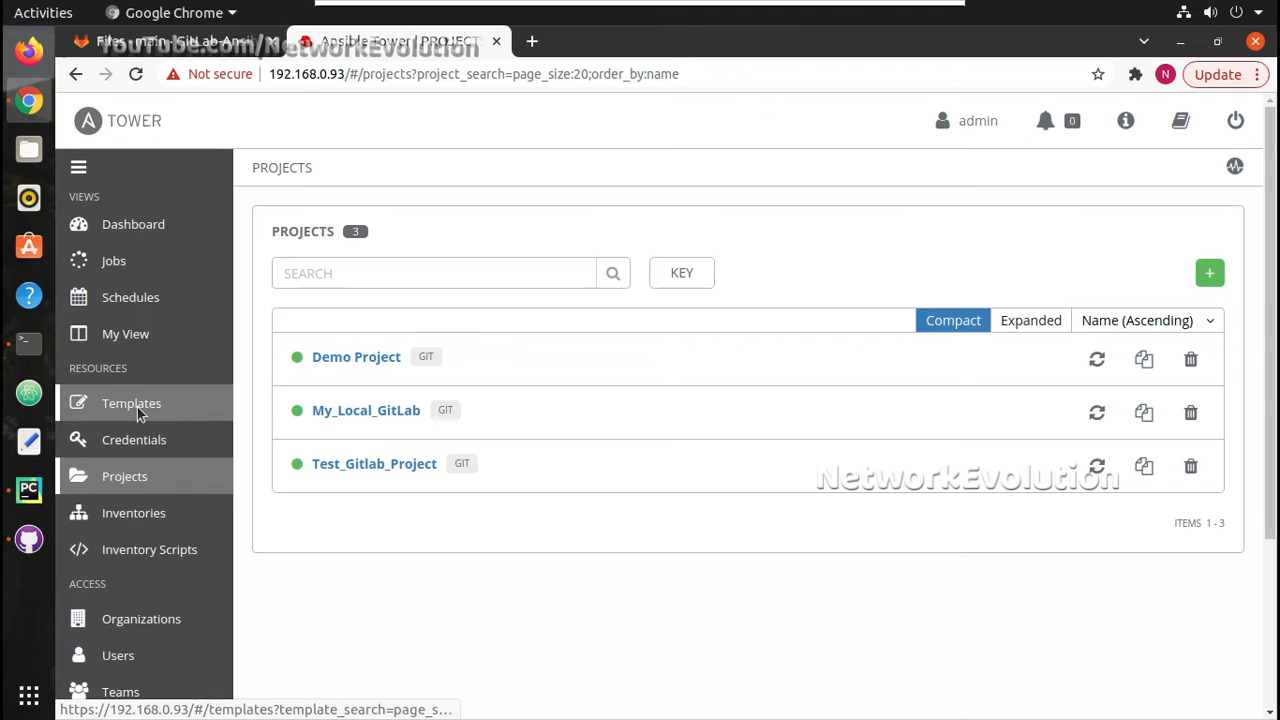 Activities
Google Chrome
YouTube.com/NetworkEvolution
Ansible Tower | PROJECTS
Not secure
192.168.0.93/#/projects?project_search=page_size:20;order_by:name
Update
N
A TOWER
admin
0
VIEWS
Dashboard
Jobs
Schedules
My View
RESOURCES
Templates
Credentials
Projects
Inventories
Inventory Scripts
ACCESS
Organizations
Users
Teams
PROJECTS
PROJECTS 3
SEARCH
KEY
+
Compact Expanded Name (Ascending)
Demo Project GIT
My_Local_GitLab GIT
Test_Gitlab_Project GIT
NetworkEvolution
ITEMS 1 - 3
https://192.168.0.93/#/templates?template_search=page_s…